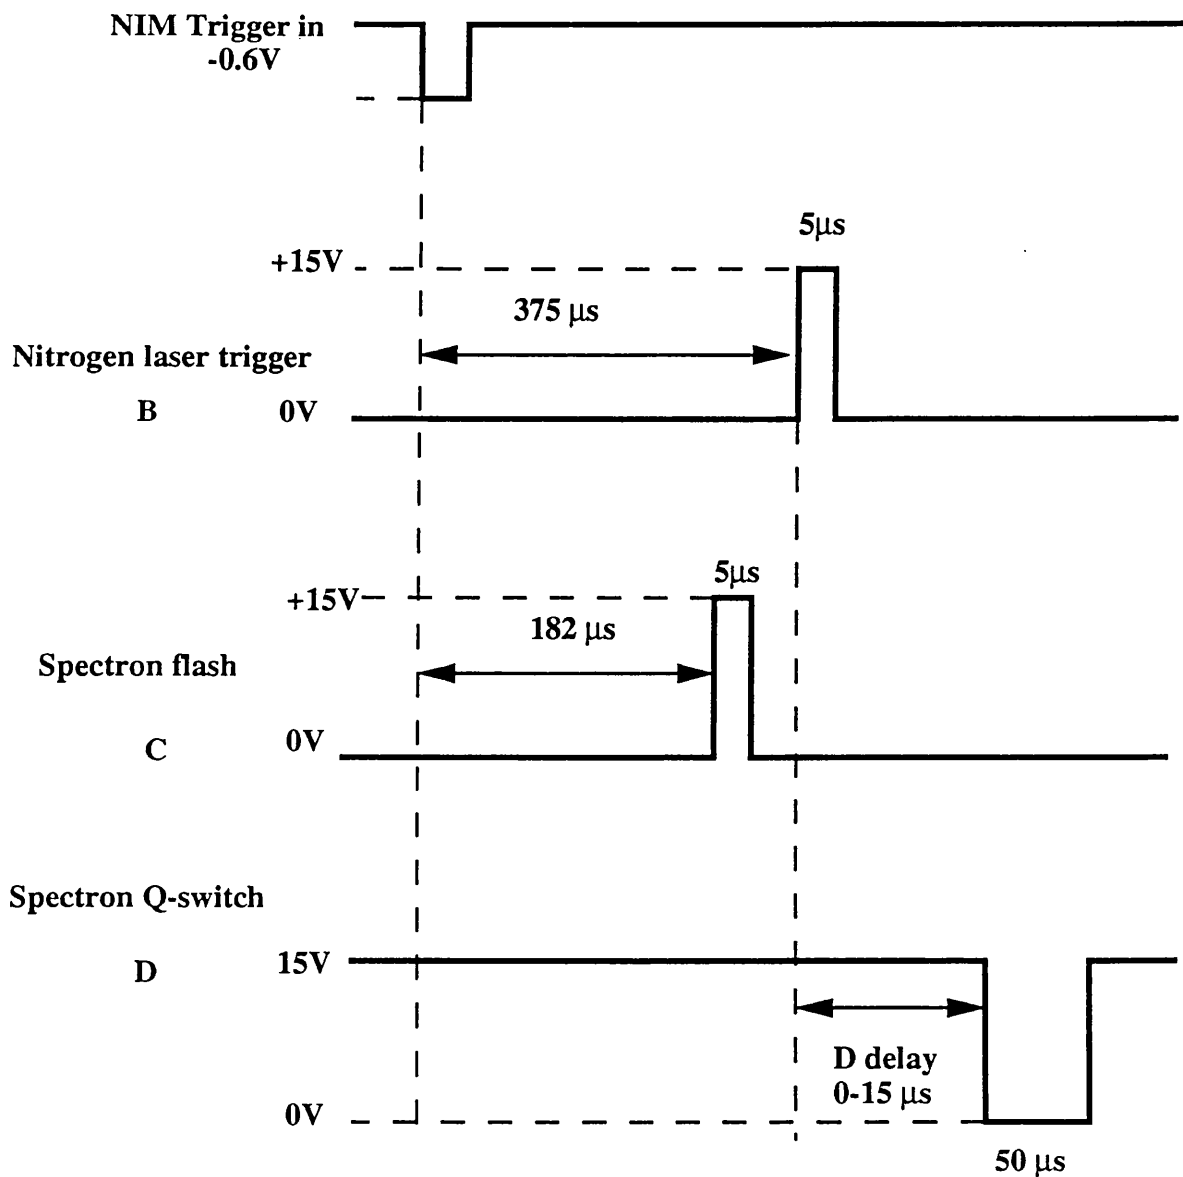 NIM Trigger in
-0.6V
5μs
+15V
375 μs
Nitrogen laser trigger
B
0V
5μs
+15V
182 μs
Spectron flash
C
0V
Spectron Q-switch
D
15V
D delay
0-15 μs
0V
50 μs